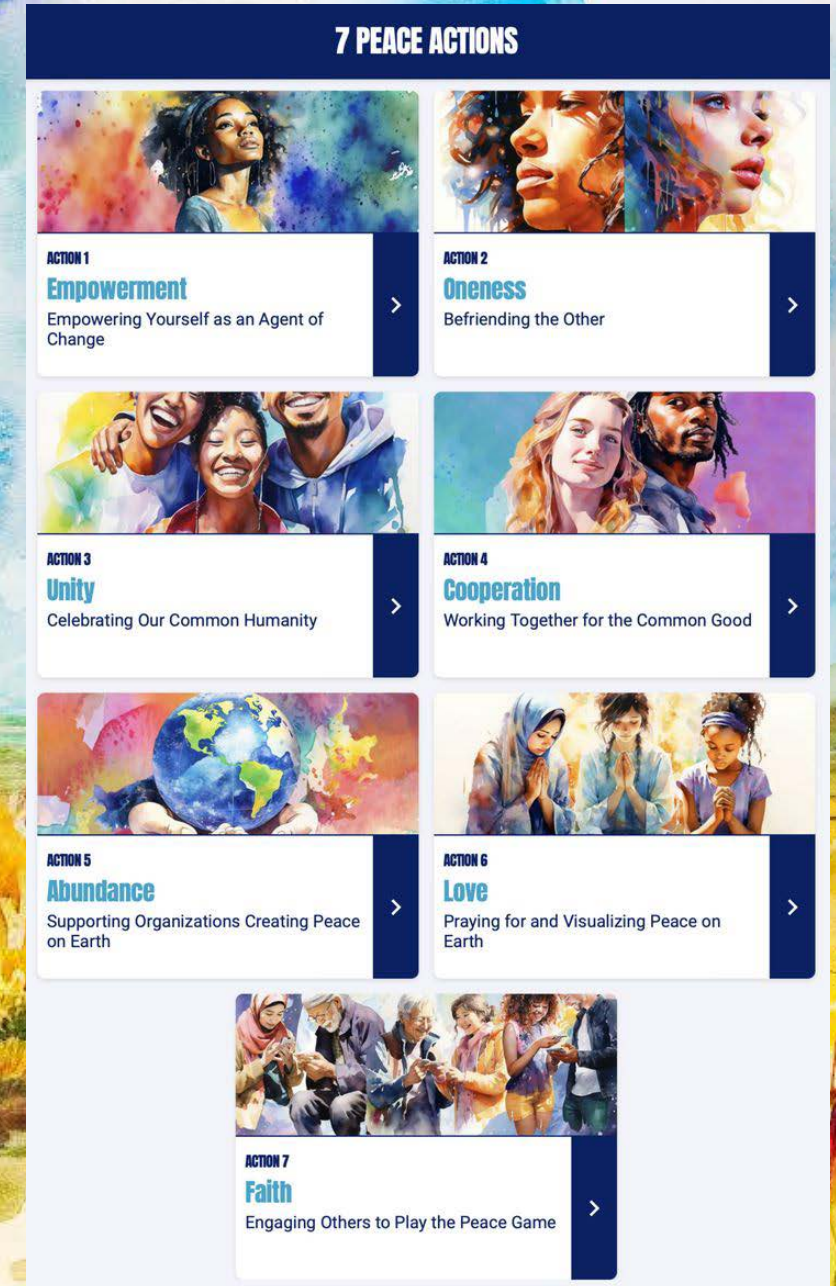 7 PEACE ACTIONS
ACTION 1
Empowerment
Empowering Yourself as an Agent of
Change
ACTION 2
Oneness
Befriending the Other
ACTION 3
Unity
Celebrating Our Common Humanity
ACTION 4
Cooperation
Working Together for the Common Good
ACTION 5
Abundance
Supporting Organizations Creating Peace
on Earth
ACTION 6
Love
Praying for and Visualizing Peace on
Earth
ACTION 7
Faith
Engaging Others to Play the Peace Game